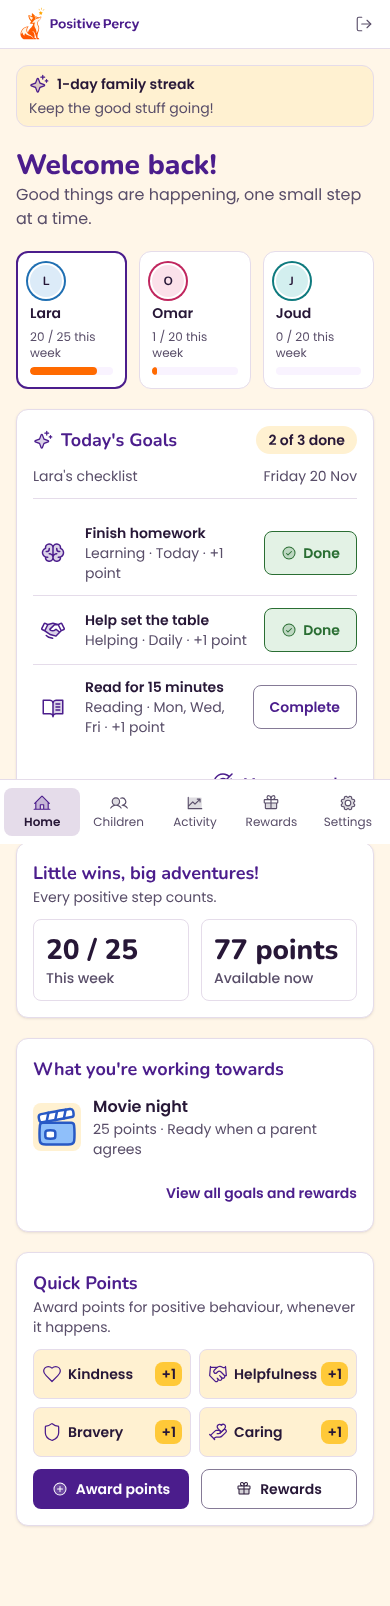 Positive Percy
1-day family streak
Keep the good stuff going!
Welcome back!
Good things are happening, one small step
at a time.
L
Lara
20 / 25 this
week
O
Omar
1 / 20 this
week
J
Joud
0 / 20 this
week
Today's Goals
2 of 3 done
Lara's checklist
Friday 20 Nov
Finish homework
Learning · Today · +1
point
Done
Help set the table
Helping · Daily · +1 point
Done
Read for 15 minutes
Reading · Mon, Wed,
Fri · +1 point
Complete
Home
Children
Activity
Rewards
Settings
Little wins, big adventures!
Every positive step counts.
20 / 25
This week
77 points
Available now
What you're working towards
Movie night
25 points · Ready when a parent
agrees
View all goals and rewards
Quick Points
Award points for positive behaviour, whenever
it happens.
Kindness +1
Helpfulness +1
Bravery +1
Caring +1
Award points
Rewards